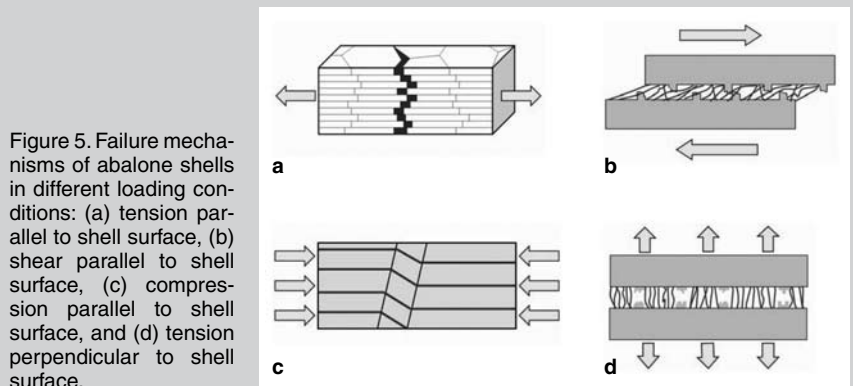 Figure 5. Failure mecha-
nisms of abalone shells
in different loading con-
ditions: (a) tension par-
allel to shell surface, (b)
shear parallel to shell
surface, (c) compres-
sion parallel to shell
surface, and (d) tension
perpendicular to shell
surface.
a
b
c
d